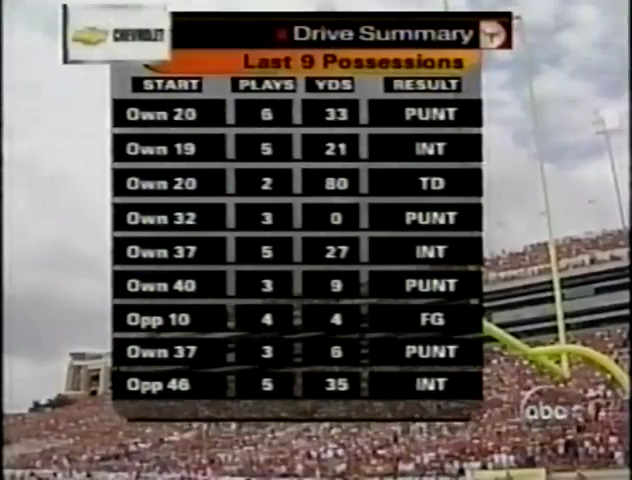 CHEVROLET
Drive Summary
Last 9 Possessions
START PLAYS YDS RESULT
Own 20 6 33 PUNT
Own 19 5 21 INT
Own 20 2 80 TD
Own 32 3 0 PUNT
Own 37 5 27 INT
Own 40 3 9 PUNT
Opp 10 4 4 FG
Own 37 3 6 PUNT
Opp 46 5 35 INT
abc